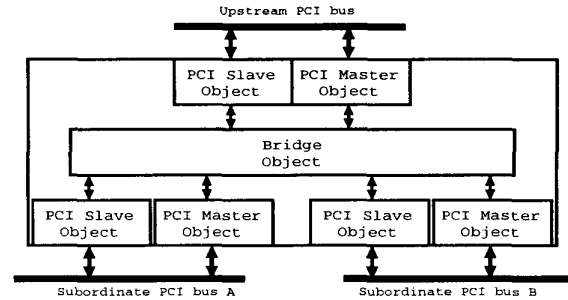 Upstream PCI bus
PCI Slave Object
PCI Master Object
Bridge Object
PCI Slave Object
PCI Master Object
PCI Slave Object
PCI Master Object
Subordinate PCI bus A
Subordinate PCI bus B